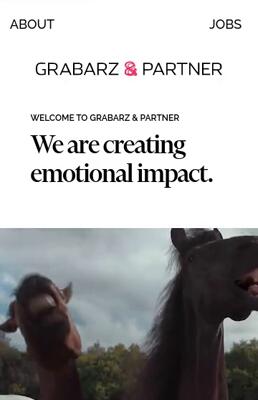 ABOUT
JOBS
GRABARZ & PARTNER
WELCOME TO GRABARZ & PARTNER
We are creating
emotional impact.